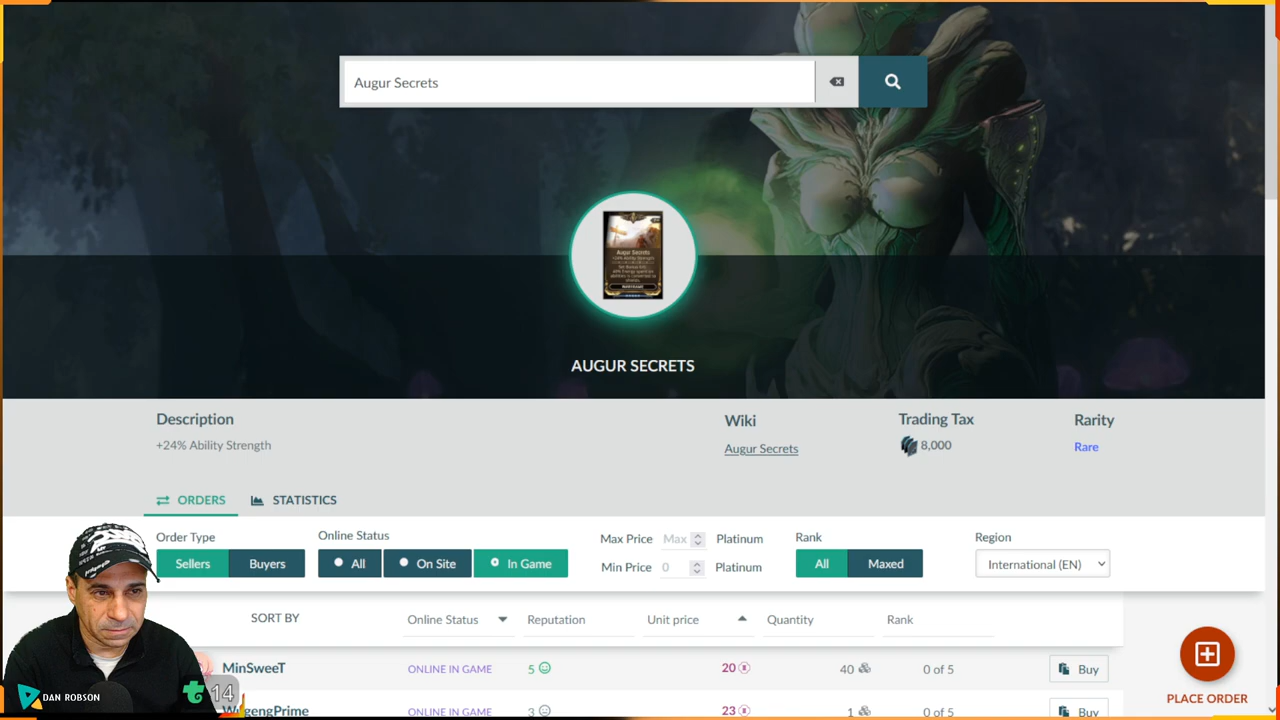 Augur Secrets
Augur Secrets
AUGUR SECRETS
Description
Wiki
Trading Tax
Rarity
+24% Ability Strength
Augur Secrets
8,000
Rare
ORDERS
STATISTICS
Order Type
Online Status
Max Price Max Platinum
Rank
Region
Sellers
Buyers
All
On Site
In Game
Min Price 0 Platinum
All
Maxed
International (EN)
SORT BY
Online Status
Reputation
Unit price
Quantity
Rank
MinSweeT
ONLINE IN GAME
5
20
40
0 of 5
Buy
ONLINE IN GAME
3
23
1
0 of 5
Buy
DAN ROBSON
14
PLACE ORDER